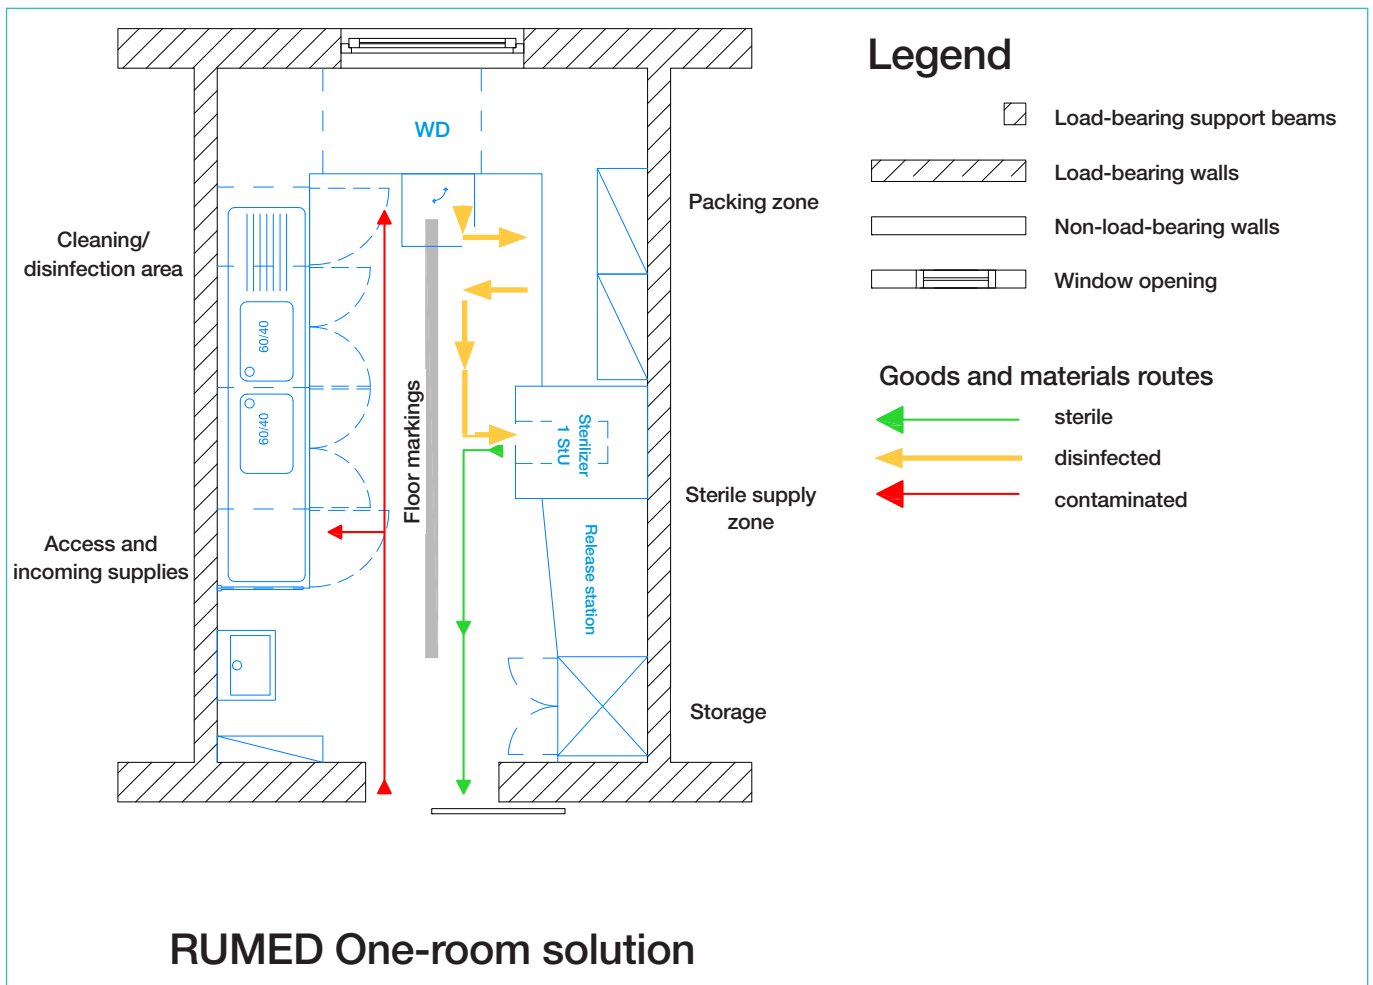 Legend
Load-bearing support beams
Load-bearing walls
Non-load-bearing walls
Window opening
Goods and materials routes
sterile
disinfected
contaminated
WD
Packing zone
Cleaning/
disinfection area
60/40
60/40
Floor markings
Sterilizer
1 StU
Sterile supply
zone
Access and
incoming supplies
Release station
Storage
RUMED One-room solution